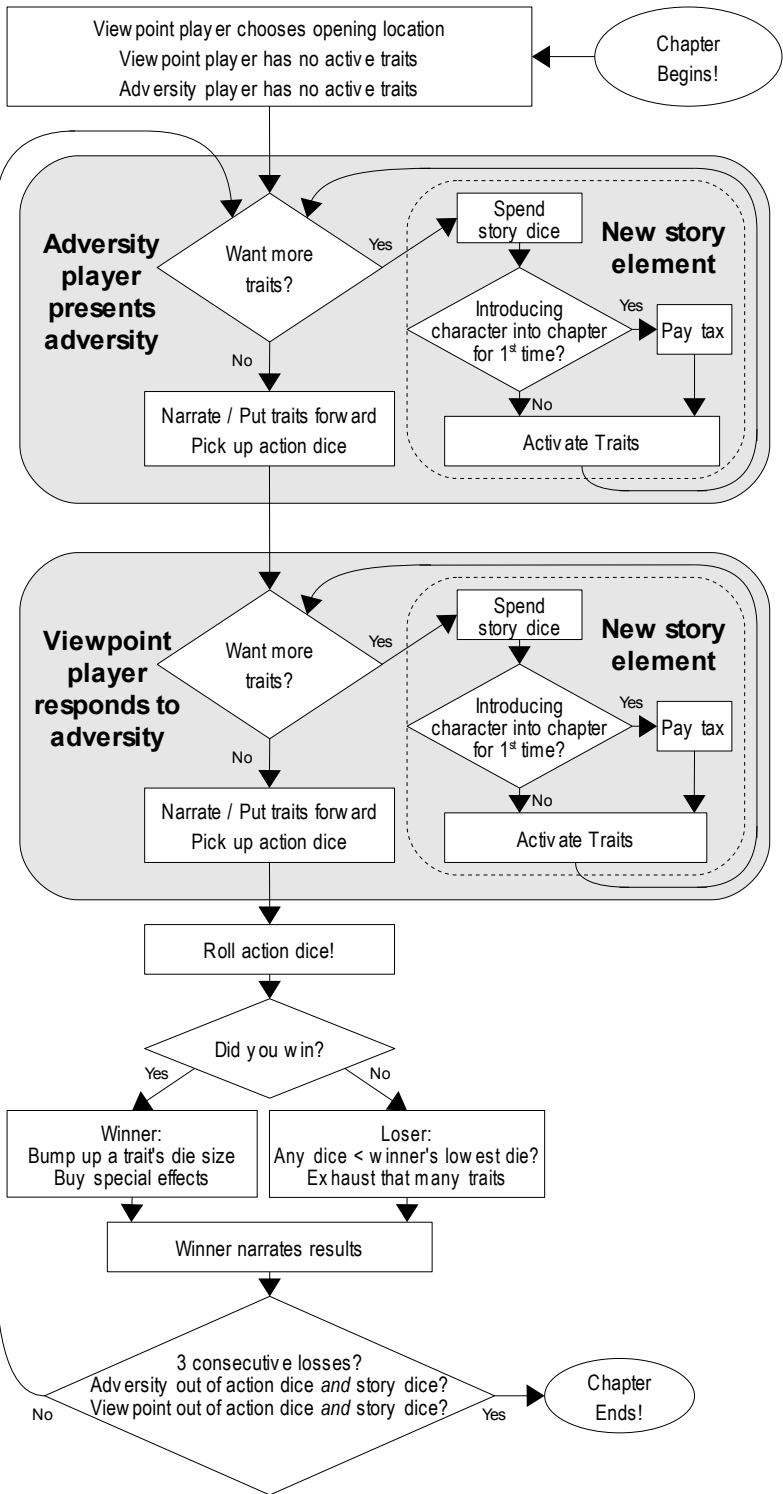 Viewpoint player chooses opening location
Viewpoint player has no active traits
Adversity player has no active traits
Chapter
Begins!
Adversity
player
presents
adversity
Want more
traits?
Yes
Spend
story dice
New story
element
Introducing
character into chapter
for 1st time?
Yes
Pay tax
No
Narrate / Put traits forward
Pick up action dice
No
Activate Traits
Viewpoint
player
responds to
adversity
Want more
traits?
Yes
Spend
story dice
New story
element
Introducing
character into chapter
for 1st time?
Yes
Pay tax
No
Narrate / Put traits forward
Pick up action dice
No
Activate Traits
Roll action dice!
Did you win?
Yes
No
Winner:
Bump up a trait's die size
Buy special effects
Loser:
Any dice < winner's lowest die?
Exhaust that many traits
Winner narrates results
3 consecutive losses?
Adversity out of action dice and story dice?
Viewpoint out of action dice and story dice?
No
Yes
Chapter
Ends!